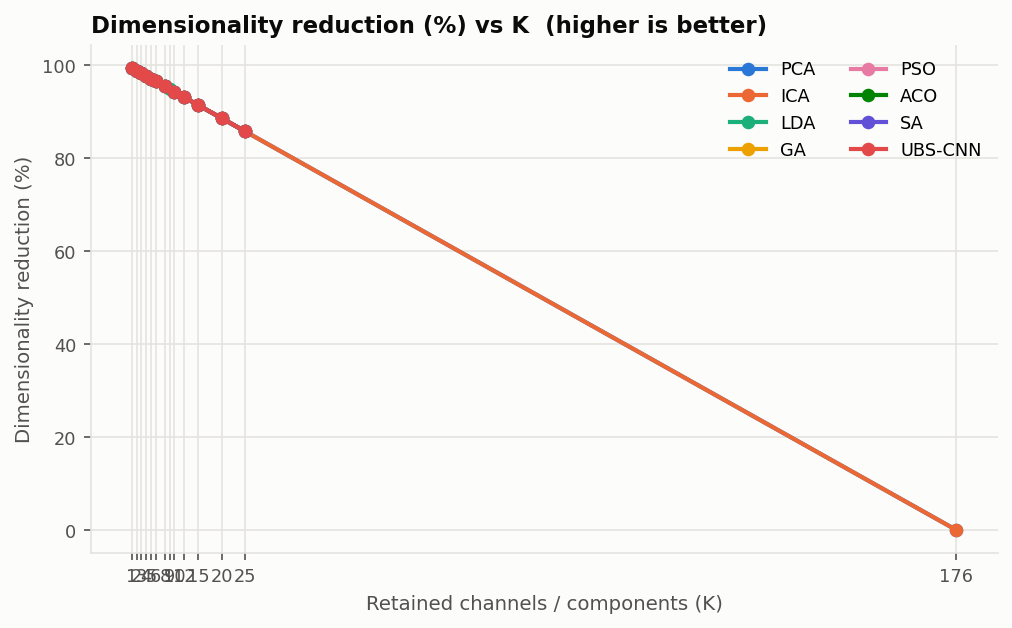 Dimensionality reduction (%) vs K  (higher is better)
Dimensionality reduction (%)
100
80
60
40
20
0
PCA
ICA
LDA
GA
PSO
ACO
SA
UBS-CNN
15
20
25
176
Retained channels / components (K)